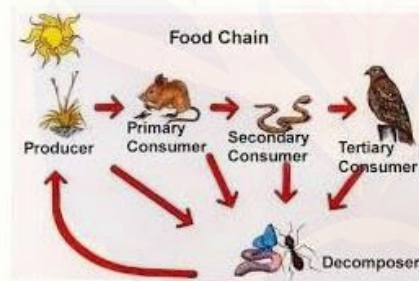 Food Chain
Producer
Primary
Consumer
Secondary
Consumer
Tertiary
Consumer
Decomposer